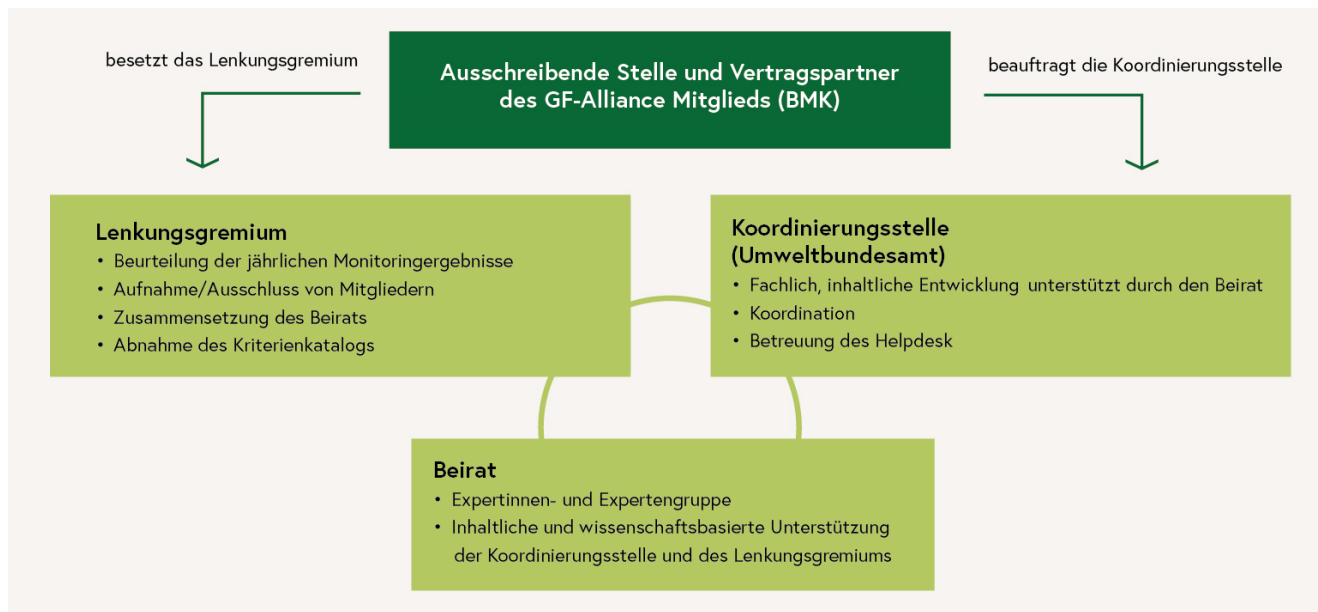 besetzt das Lenkungsgremium
Ausschreibende Stelle und Vertragspartner
des GF-Alliance Mitglieds (BMK)
beauftragt die Koordinierungsstelle
Lenkungsgremium
• Beurteilung der jährlichen Monitoringergebnisse
• Aufnahme/Ausschluss von Mitgliedern
• Zusammensetzung des Beirats
• Abnahme des Kriterienkatalogs
Koordinierungsstelle
(Umweltbundesamt)
• Fachlich, inhaltliche Entwicklung unterstützt durch den Beirat
• Koordination
• Betreuung des Helpdesk
Beirat
• Expertinnen- und Expertengruppe
• Inhaltliche und wissenschaftsbasierte Unterstützung
der Koordinierungsstelle und des Lenkungsgremiums